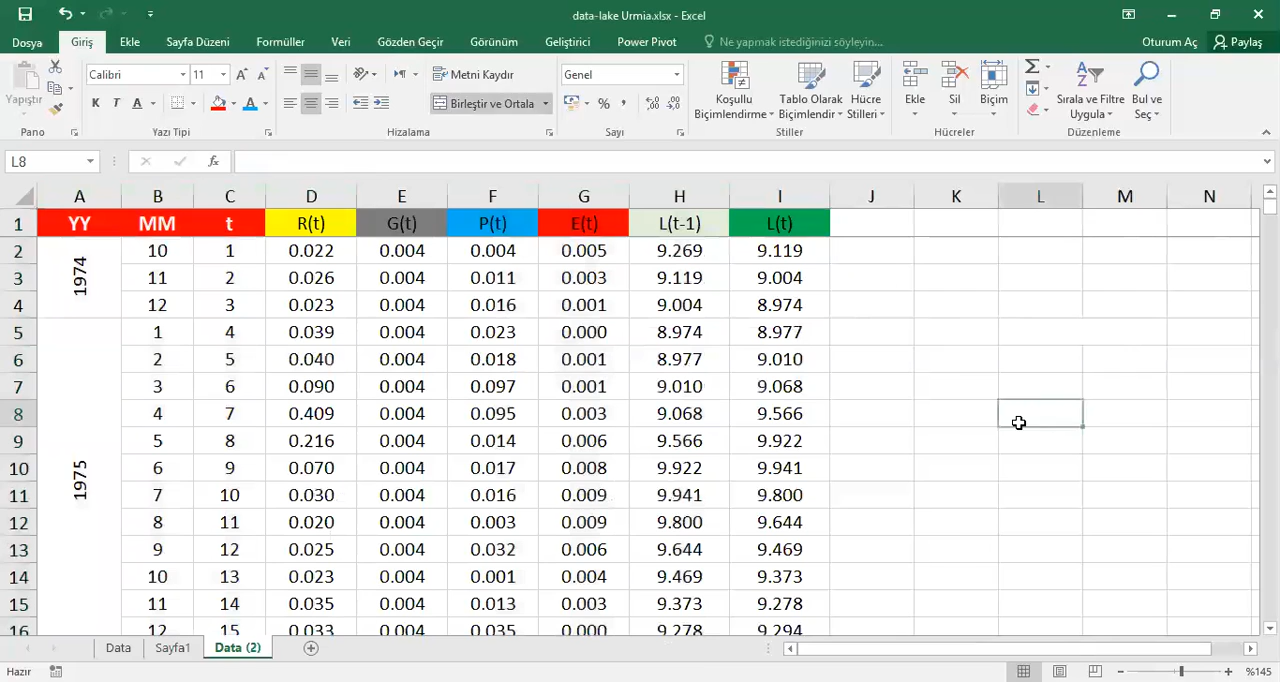 data-lake Urmia.xlsx - Excel
Dosya Giriş Ekle Sayfa Düzeni Formüller Veri Gözden Geçir Görünüm Geliştirici Power Pivot Ne yapmak istediğinizi söyleyin... Oturum Aç Paylaş
Yapıştır
Calibri 11
K T A
Metni Kaydır
Birleştir ve Ortala
Genel
Koşullu Biçimlendirme
Tablo Olarak Biçimlendir
Hücre Stilleri
Ekle Sil Biçim
Sırala ve Filtre Uygula
Bul ve Seç
Pano Yazı Tipi Hizalama Sayı Stiller Hücreler Düzenleme
L8 fx
A B C D E F G H I J K L M N
1 YY MM t R(t) G(t) P(t) E(t) L(t-1) L(t)
2 10 1 0.022 0.004 0.004 0.005 9.269 9.119
3 1974 11 2 0.026 0.004 0.011 0.003 9.119 9.004
4 12 3 0.023 0.004 0.016 0.001 9.004 8.974
5 1 4 0.039 0.004 0.023 0.000 8.974 8.977
6 2 5 0.040 0.004 0.018 0.001 8.977 9.010
7 3 6 0.090 0.004 0.097 0.001 9.010 9.068
8 4 7 0.409 0.004 0.095 0.003 9.068 9.566
9 5 8 0.216 0.004 0.014 0.006 9.566 9.922
10 1975 6 9 0.070 0.004 0.017 0.008 9.922 9.941
11 7 10 0.030 0.004 0.016 0.009 9.941 9.800
12 8 11 0.020 0.004 0.003 0.009 9.800 9.644
13 9 12 0.025 0.004 0.032 0.006 9.644 9.469
14 10 13 0.023 0.004 0.001 0.004 9.469 9.373
15 11 14 0.035 0.004 0.013 0.003 9.373 9.278
16 12 15 0.033 0.004 0.035 0.000 9.278 9.294
Data Sayfa1 Data (2)
Hazır %145